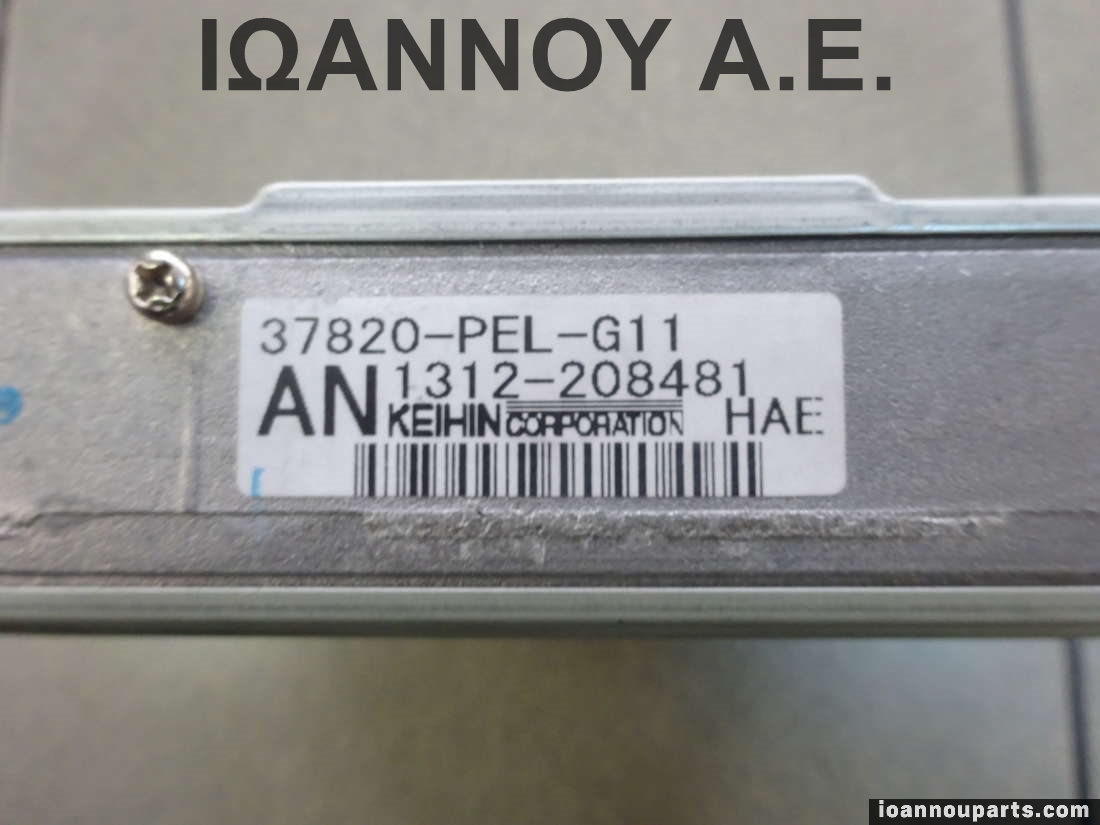 ΙΩΑΝΝΟΥ Α.Ε.
37820-PEL-G11
AN 1312-208481
KEIHIN CORPORATION HAE
ioannouparts.com